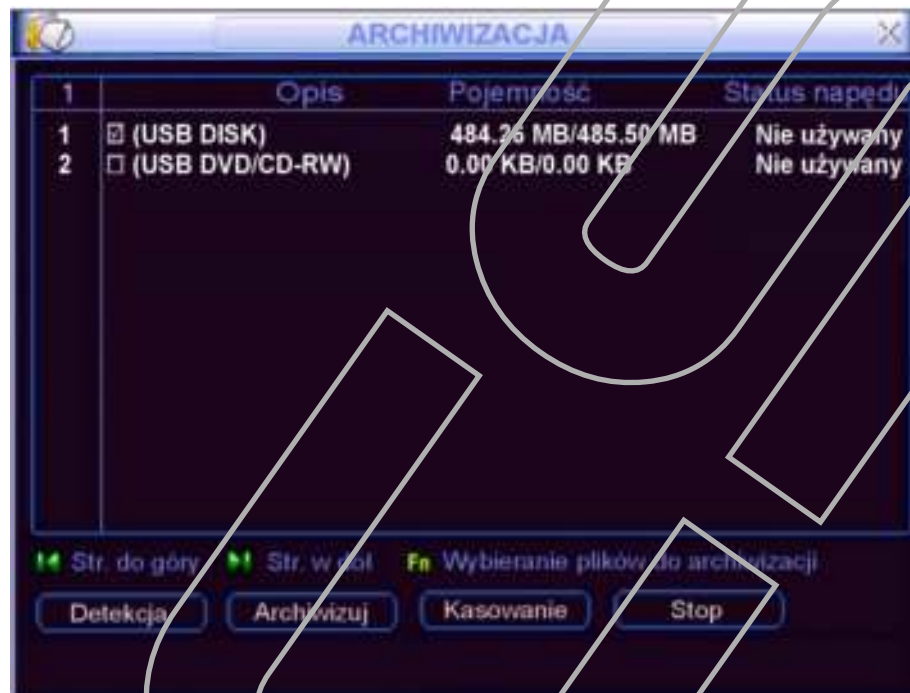 ARCHIWIZACJA
1 Opis Pojemność Status napędu
1 ☑ (USB DISK) 484.26 MB/485.50 MB Nie używany
2 ☐ (USB DVD/CD-RW) 0.00 KB/0.00 KB Nie używany
Str. do góry Str. w dół Fn Wybieranie plików do archiwizacji
Detekcja Archiwizuj Kasowanie Stop